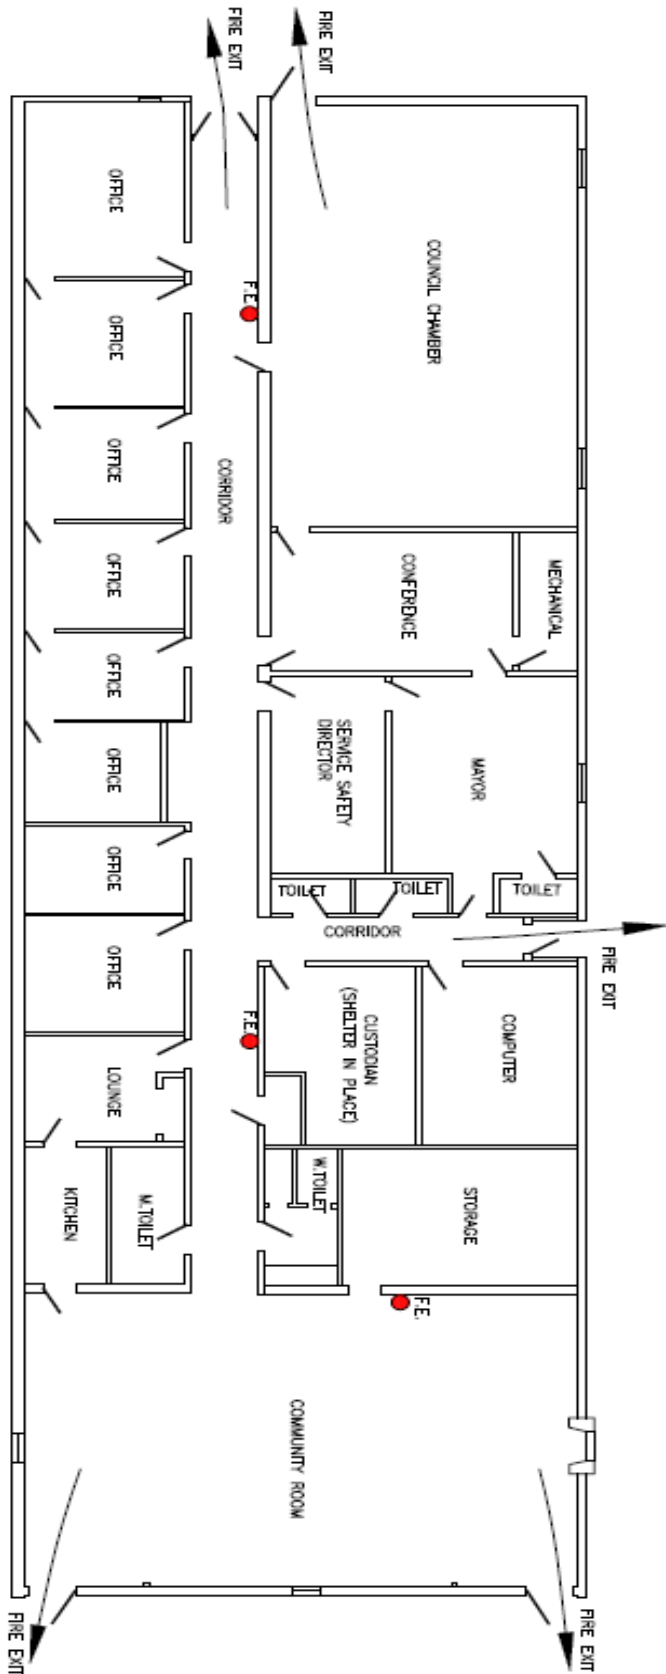 FIRE EXIT
FIRE EXIT
OFFICE
COUNCIL CHAMBER
F.E.
OFFICE
OFFICE
CORRIDOR
OFFICE
CONFERENCE
MECHANICAL
OFFICE
SERVICE SAFETY
DIRECTOR
MAYOR
OFFICE
OFFICE
TOILET
TOILET
TOILET
CORRIDOR
FIRE EXIT
OFFICE
F.E.
CUSTODIAN
(SHELTER IN PLACE)
COMPUTER
LOUNGE
KITCHEN
M.TOILET
W.TOILET
STORAGE
F.E.
COMMUNITY ROOM
FIRE EXIT
FIRE EXIT